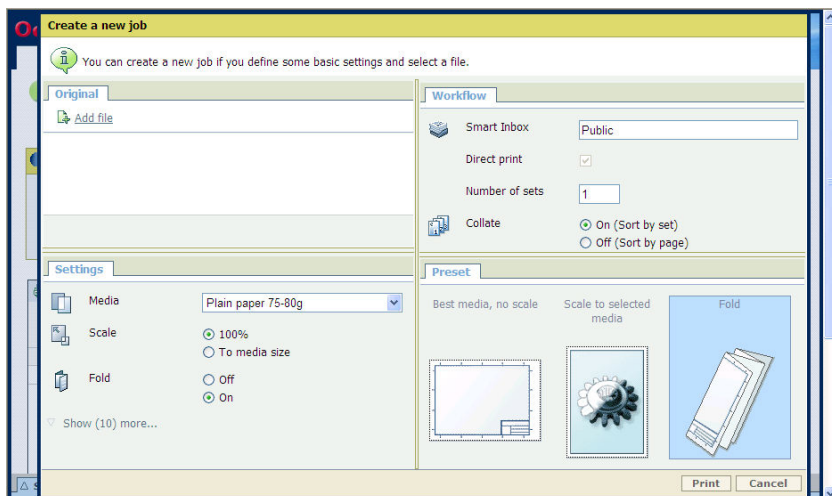 Create a new job
You can create a new job if you define some basic settings and select a file.
Original
Add file
Workflow
Smart Inbox
Public
Direct print
Number of sets
1
Collate
On (Sort by set)
Off (Sort by page)
Settings
Media
Plain paper 75-80g
Scale
100%
To media size
Fold
Off
On
Show (10) more...
Preset
Best media, no scale
Scale to selected
media
Fold
Print
Cancel